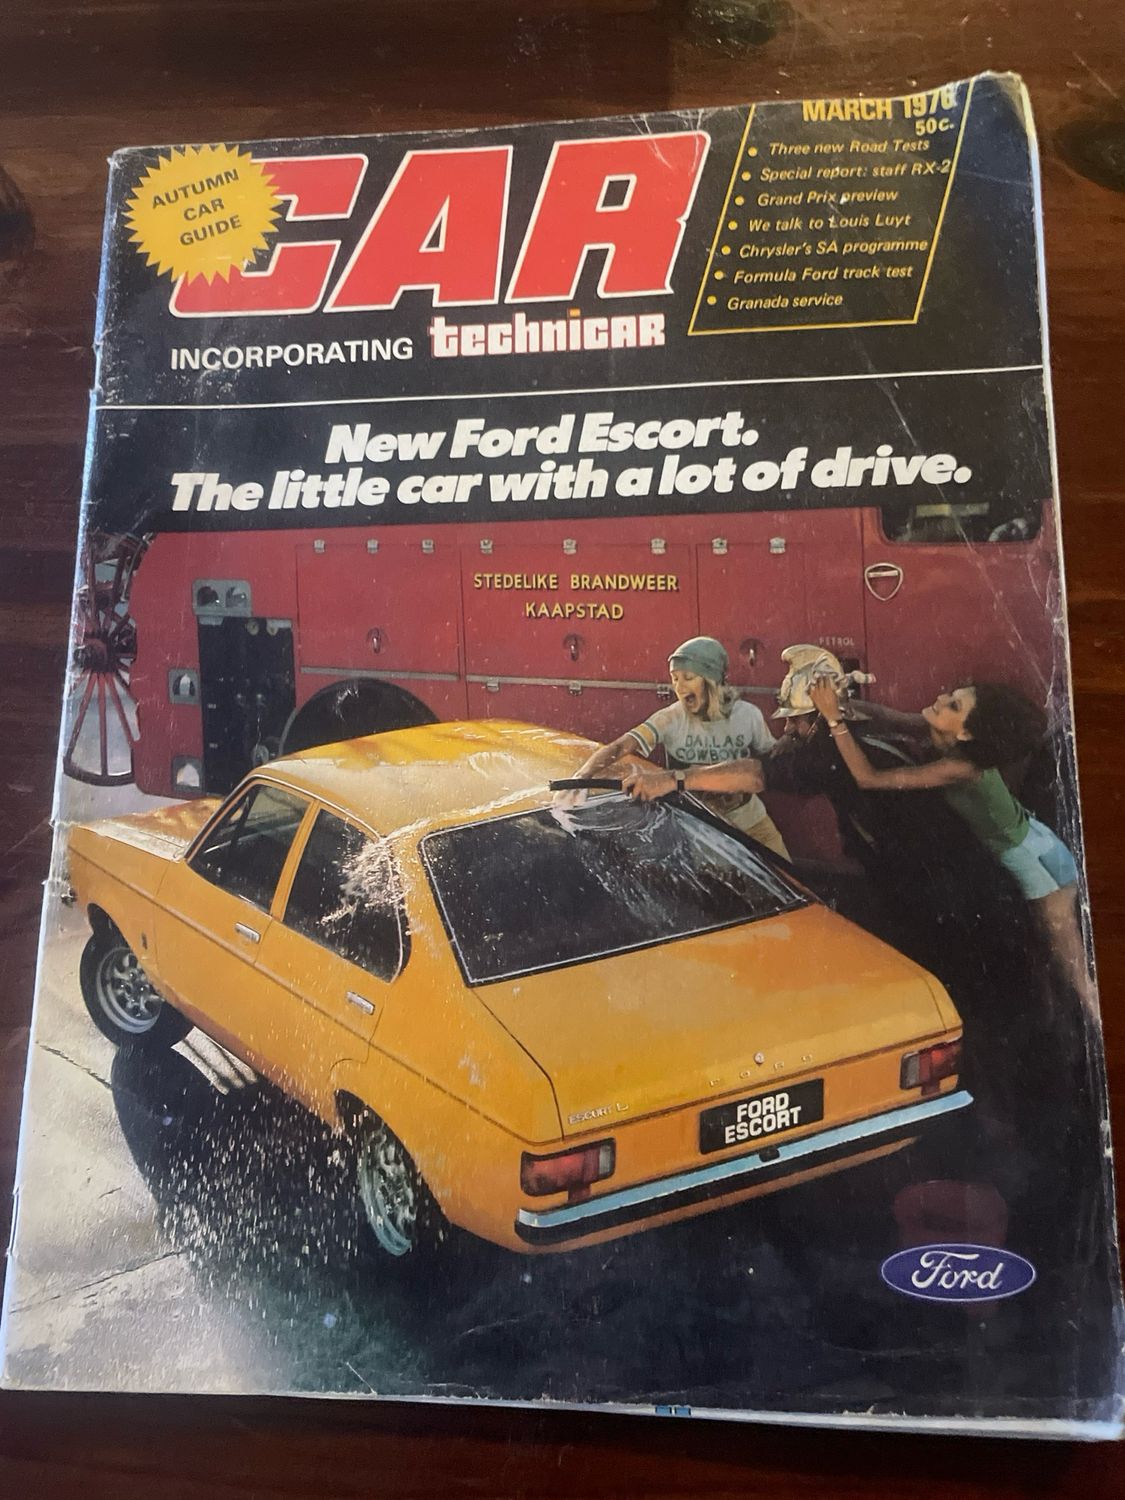 MARCH 1976
50c.
AUTUMN
CAR
GUIDE
CAR
• Three new Road Tests
• Special report: staff RX-2
• Grand Prix preview
• We talk to Louis Luyt
• Chrysler's SA programme
• Formula Ford track test
• Granada service
INCORPORATING technicar
New Ford Escort.
The little car with a lot of drive.
STEDELIKE BRANDWEER
KAAPSTAD
PETROL
DALLAS
COWBOYS
FORD
ESCORT L
FORD
ESCORT
Ford